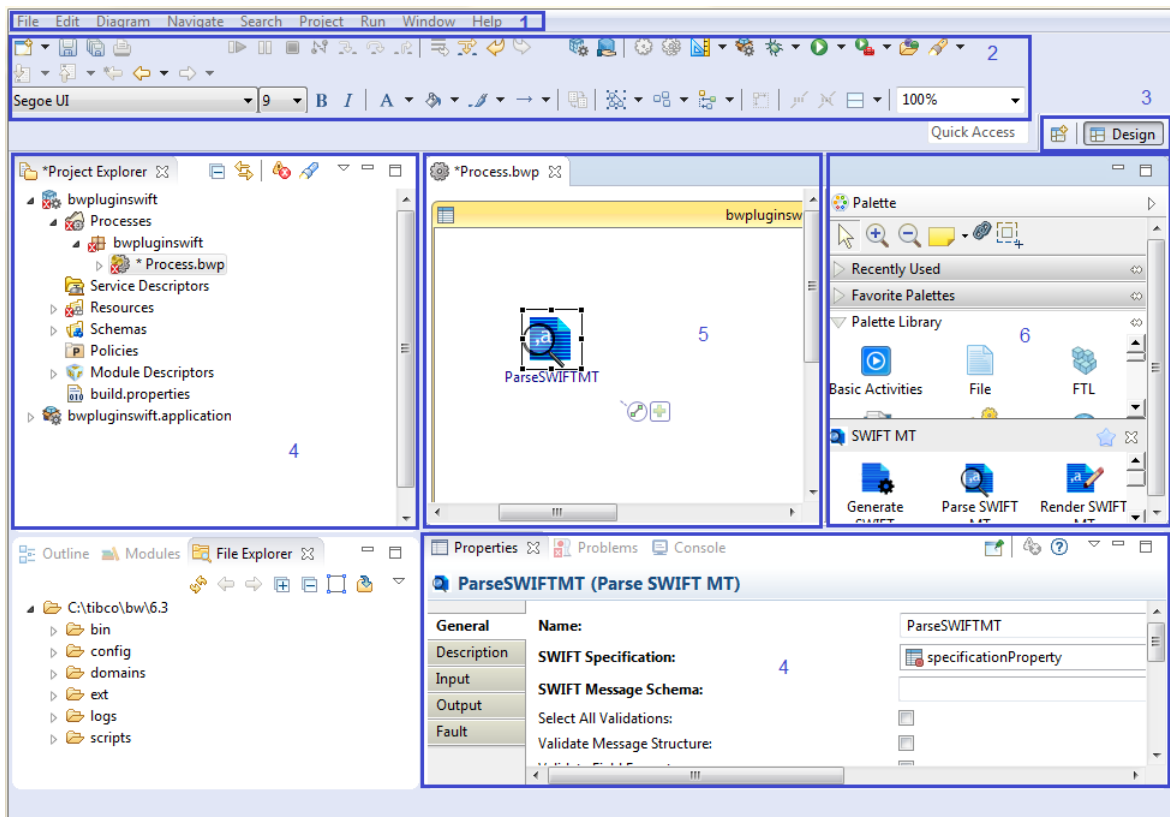 File Edit Diagram Navigate Search Project Run Window Help 1
2
Segoe UI 9 B I A 100%
Quick Access
3
Design
*Project Explorer
bwpluginswift
Processes
bwpluginswift
* Process.bwp
Service Descriptors
Resources
Schemas
Policies
Module Descriptors
build.properties
bwpluginswift.application
4
*Process.bwp
bwpluginsw
ParseSWIFTMT
5
Palette
Recently Used
Favorite Palettes
Palette Library
6
Basic Activities File FTL
SWIFT MT
Generate Parse SWIFT Render SWIFT
Outline Modules File Explorer
C:\tibco\bw\6.3
bin
config
domains
ext
logs
scripts
Properties Problems Console
ParseSWIFTMT (Parse SWIFT MT)
General
Description
Input
Output
Fault
Name: ParseSWIFTMT
SWIFT Specification: specificationProperty
4
SWIFT Message Schema:
Select All Validations:
Validate Message Structure: